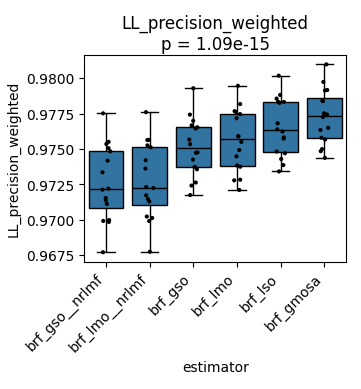 LL_precision_weighted
p = 1.09e-15
LL_precision_weighted
0.9800
0.9775
0.9750
0.9725
0.9700
0.9675
brf_gso__nrlmf
brf_lmo__nrlmf
brf_gso
brf_lmo
brf_lso
brf_gmosa
estimator